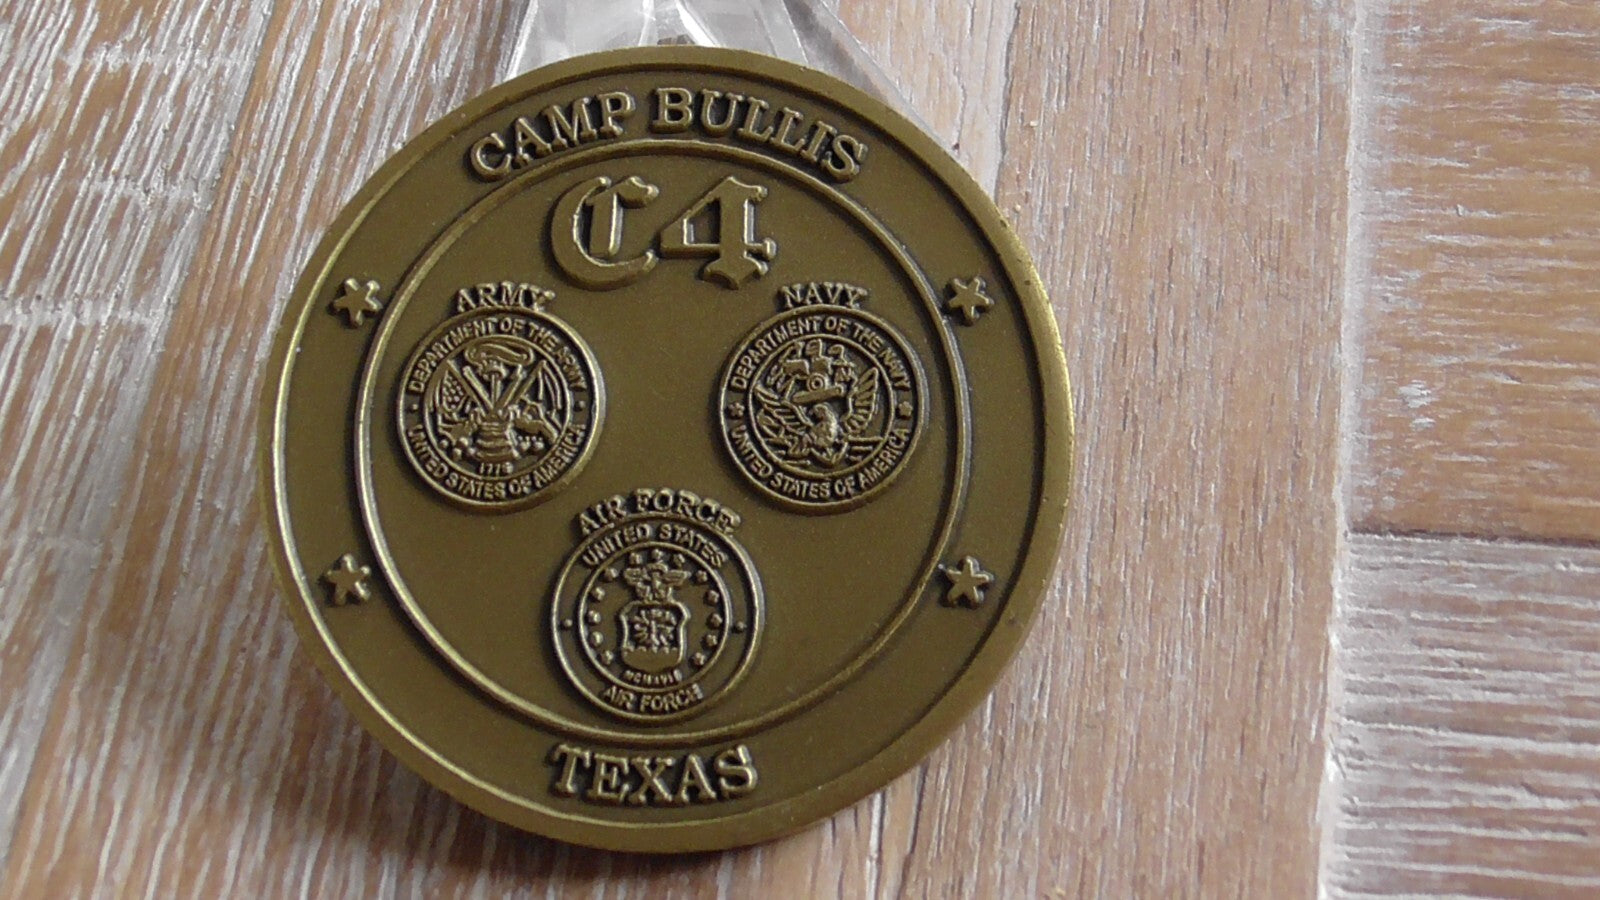 CAMP BULLIS
C4
ARMY
DEPARTMENT OF THE ARMY
1775
UNITED STATES OF AMERICA
NAVY
DEPARTMENT OF THE NAVY
UNITED STATES OF AMERICA
AIR FORCE
UNITED STATES
AIR FORCE
TEXAS